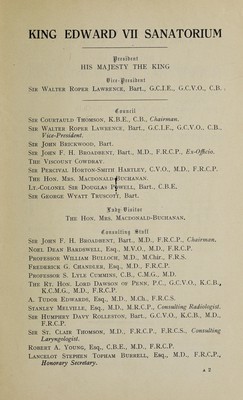 KING EDWARD VII SANATORIUM
President
HIS MAJESTY THE KING
Vice-President
SIR WALTER ROPER LAWRENCE, BART., G.C.I.E., G.C.V.O., C.B.
Council
SIR COURTAULD THOMSON, K.B.E., C.B., Chairman.
SIR WALTER ROPER LAWRENCE, BART., G.C.I.E., G.C.V.O., C.B.,
Vice-President.
SIR JOHN BRICKWOOD, BART.
SIR JOHN F. H. BROADBENT, BART., M.D., F.R.C.P., Ex-Officio.
THE VISCOUNT COWDRAY.
SIR PERCIVAL HORTON-SMITH HARTLEY, C.V.O., M.D., F.R.C.P.
THE HON. MRS. MACDONALD-BUCHANAN.
LT.-COLONEL SIR DOUGLAS POWELL, BART., C.B.E.
SIR GEORGE WYATT TRUSCOTT, BART.
Lady Visitor
THE HON. MRS. MACDONALD-BUCHANAN.
Consulting Staff
SIR JOHN F. H. BROADBENT, BART., M.D., F.R.C.P., Chairman.
NOEL DEAN BARDSWELL, ESQ., M.V.O., M.D., F.R.C.P.
PROFESSOR WILLIAM BULLOCH, M.D., M.Chir., F.R.S.
FREDERICK G. CHANDLER, ESQ., M.D., F.R.C.P.
PROFESSOR S. LYLE CUMMINS, C.B., C.M.G., M.D.
THE RT. HON. LORD DAWSON OF PENN, P.C., G.C.V.O., K.C.B.,
K.C.M.G., M.D., F.R.C.P.
A. TUDOR EDWARDS, ESQ., M.D., M.Ch., F.R.C.S.
STANLEY MELVILLE, ESQ., M.D., M.R.C.P., Consulting Radiologist.
SIR HUMPHREY DAVY ROLLESTON, BART., G.C.V.O., K.C.B., M.D.,
F.R.C.P.
SIR ST. CLAIR THOMSON, M.D., F.R.C.P., F.R.C.S., Consulting
Laryngologist.
ROBERT A. YOUNG, ESQ., C.B.E., M.D., F.R.C.P.
LANCELOT STEPHEN TOPHAM BURRELL, ESQ., M.D., F.R.C.P.,
Honorary Secretary.
A 2